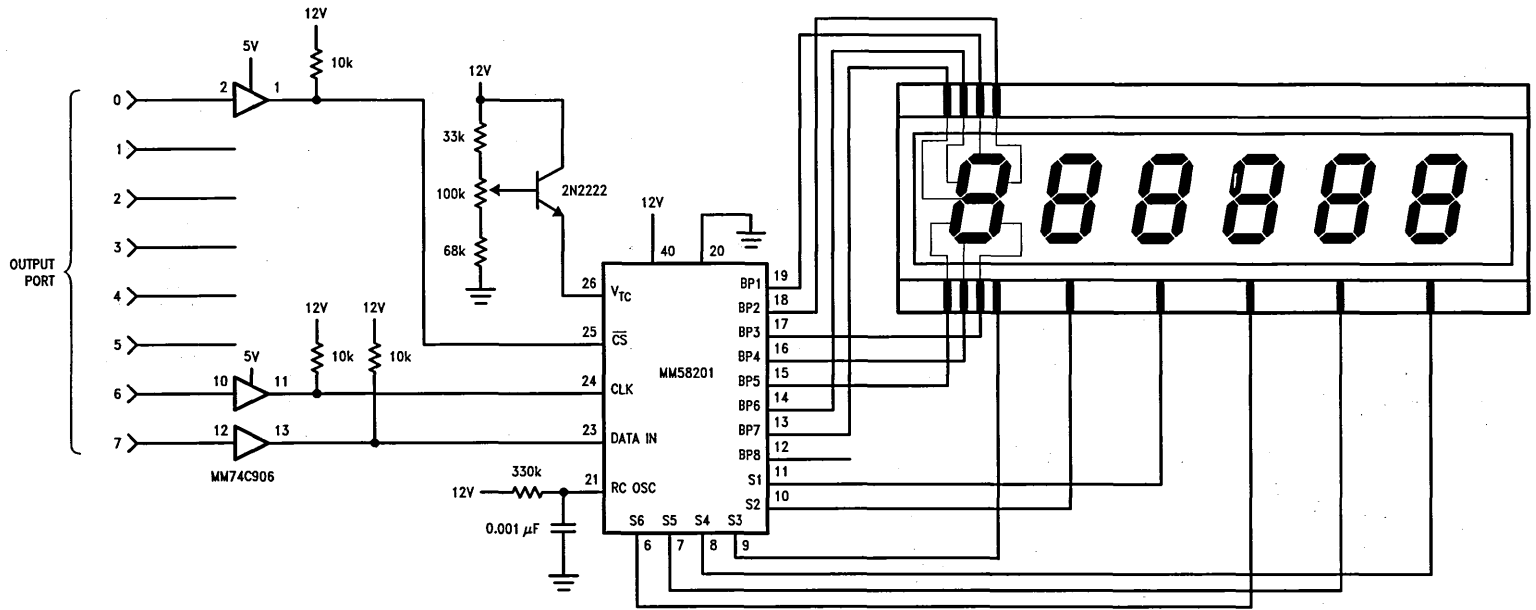 12V
5V
10k
0
2
1
1
2
3
4
5
6
7
OUTPUT
PORT
12V
33k
100k
68k
2N2222
12V
10k
12V
10k
5V
10
11
12
13
MM74C906
12V
330k
0.001 μF
12V
40
20
MM58201
26
V_TC
25
C̅S̅
24
CLK
23
DATA IN
21
RC OSC
BP1
19
BP2
18
BP3
17
BP4
16
BP5
15
BP6
14
BP7
13
BP8
12
S1
11
S2
10
S6
S5
S4
S3
6
7
8
9
888888